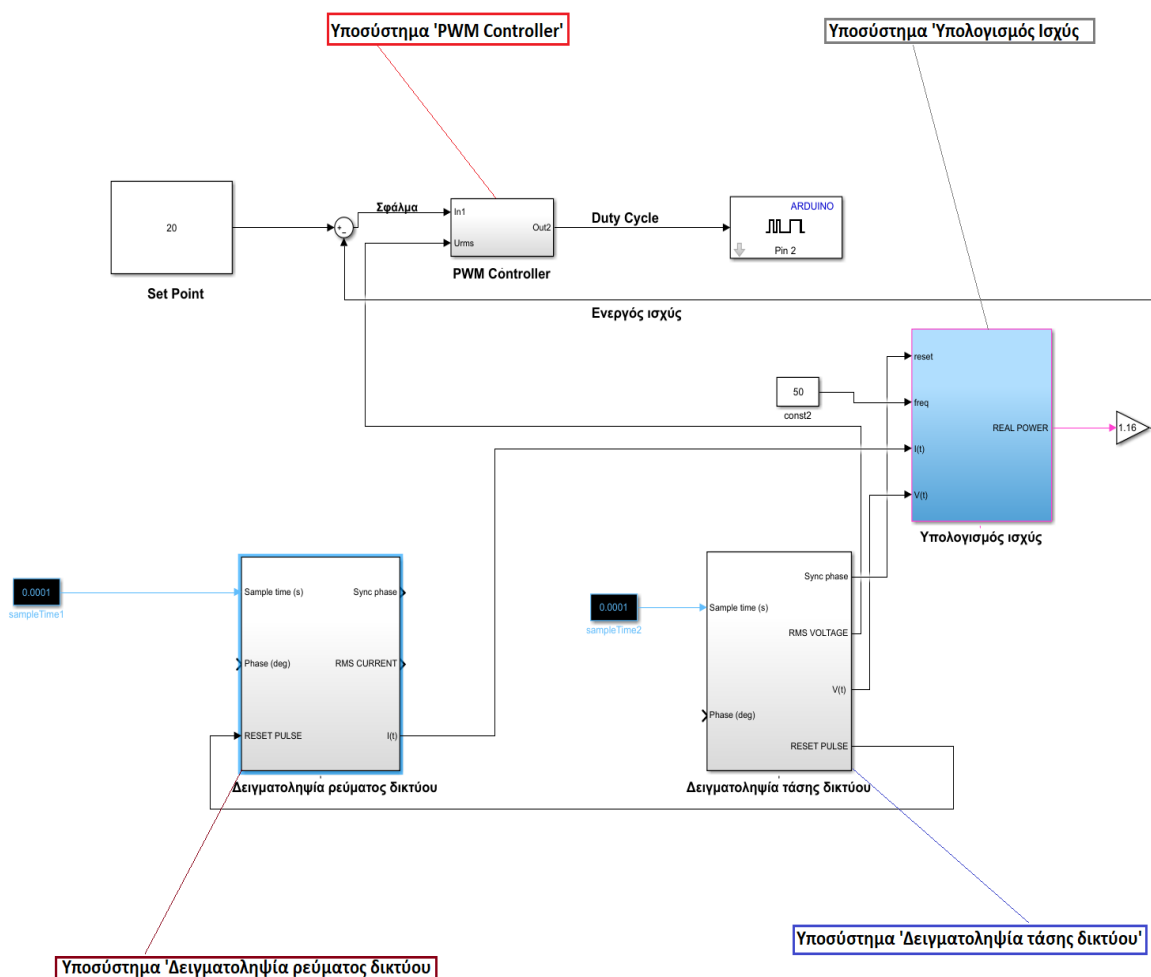 Υποσύστημα 'PWM Controller'
Υποσύστημα 'Υπολογισμός Ισχύς
20
Set Point
+
-
Σφάλμα
In1
Urms
Out2
PWM Controller
Duty Cycle
ARDUINO
Pin 2
Ενεργός ισχύς
50
const2
reset
freq
I(t)
V(t)
REAL POWER
1.16
Υπολογισμός ισχύς
0.0001
sampleTime1
Sample time (s)
Phase (deg)
RESET PULSE
Sync phase
RMS CURRENT
I(t)
Δειγματοληψία ρεύματος δικτύου
0.0001
sampleTime2
Sample time (s)
Phase (deg)
Sync phase
RMS VOLTAGE
V(t)
RESET PULSE
Δειγματοληψία τάσης δικτύου
Υποσύστημα 'Δειγματοληψία τάσης δικτύου'
Υποσύστημα 'Δειγματοληψία ρεύματος δικτύου